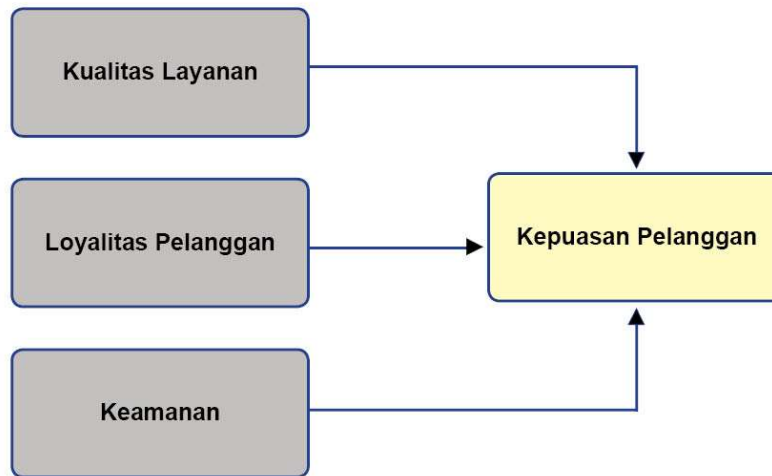 Kualitas Layanan
Loyalitas Pelanggan
Kepuasan Pelanggan
Keamanan